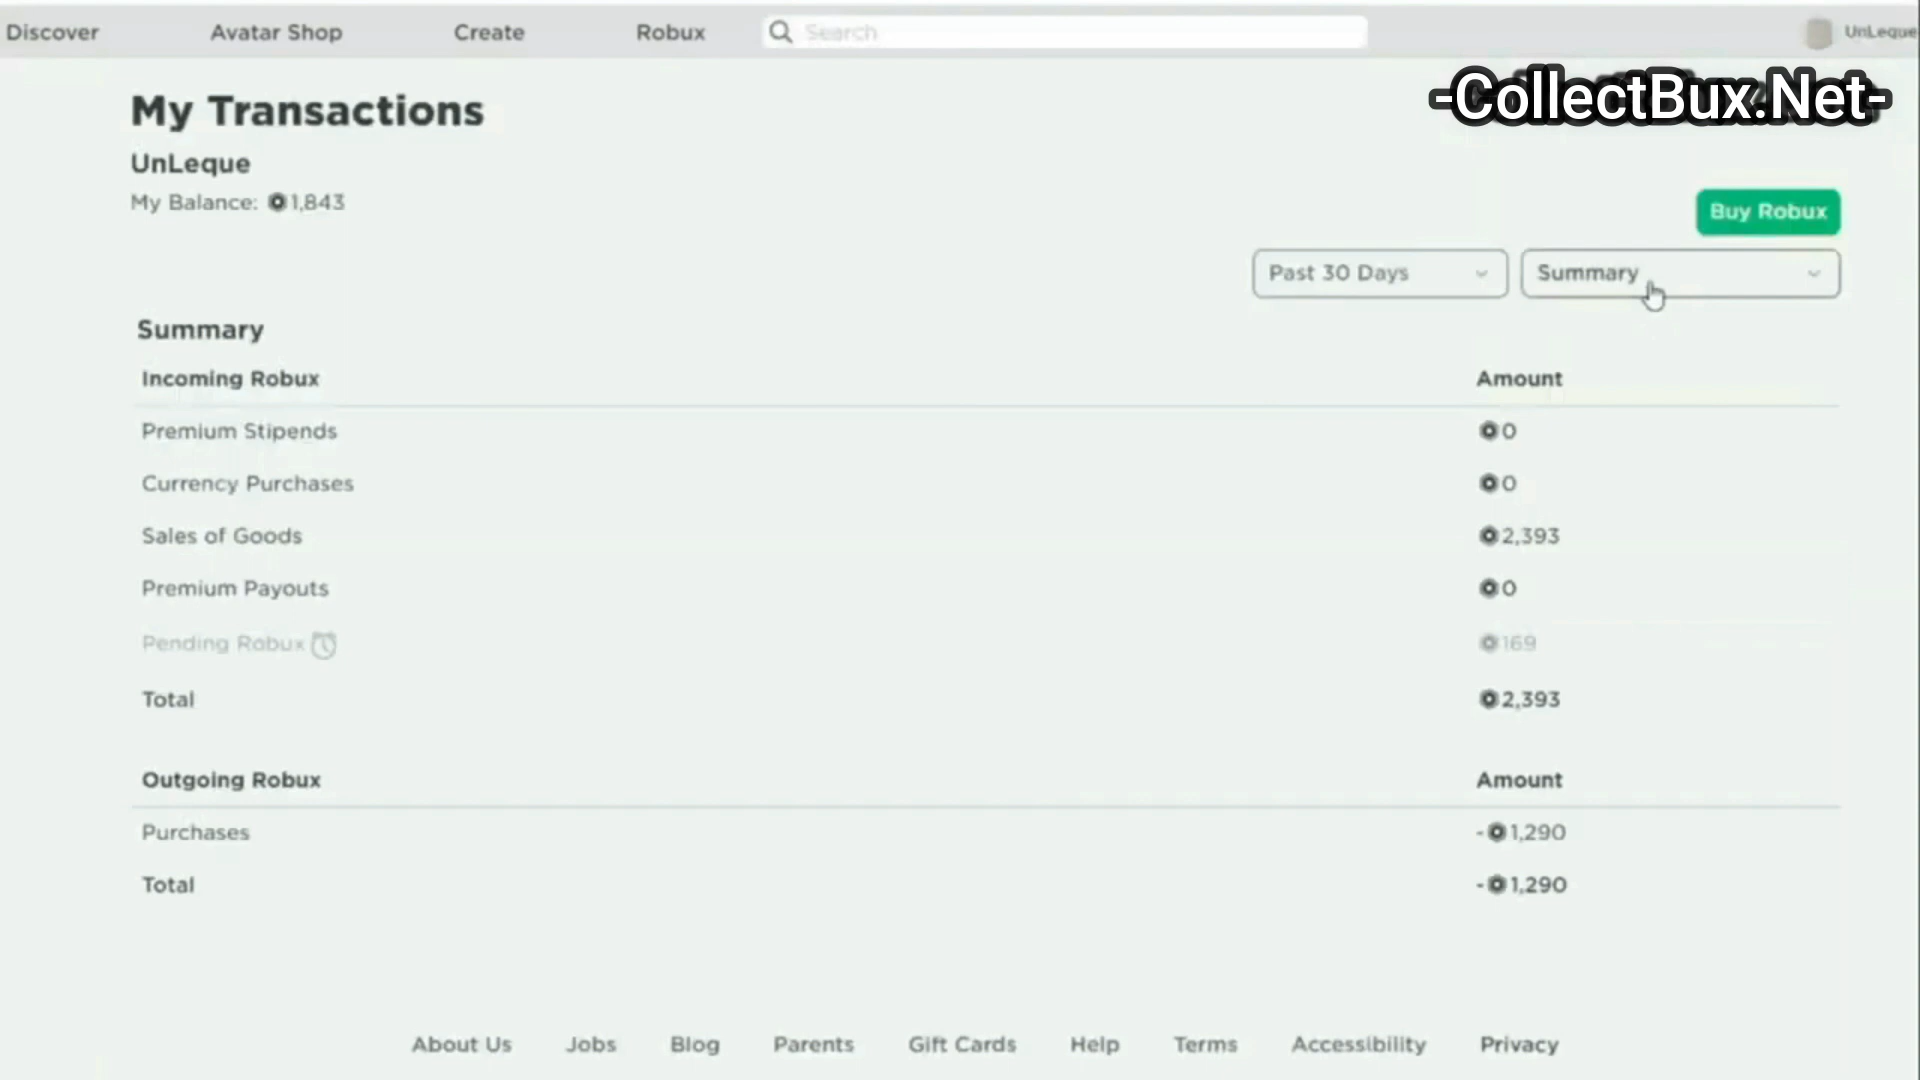 Discover Avatar Shop Create Robux Search UnLeque
-CollectBux.Net-
My Transactions
UnLeque
My Balance: 1,843
Buy Robux
Past 30 Days Summary
Summary
Incoming Robux Amount
Premium Stipends 0
Currency Purchases 0
Sales of Goods 2,393
Premium Payouts 0
Pending Robux 169
Total 2,393
Outgoing Robux Amount
Purchases -1,290
Total -1,290
About Us Jobs Blog Parents Gift Cards Help Terms Accessibility Privacy